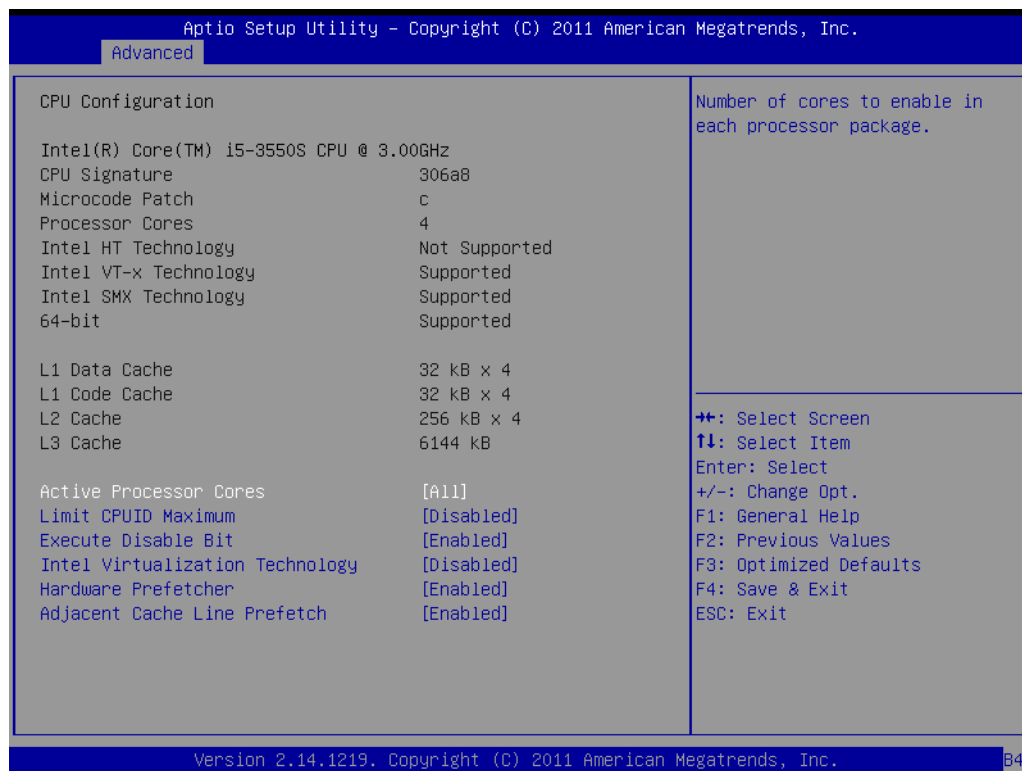 Aptio Setup Utility – Copyright (C) 2011 American Megatrends, Inc.
Advanced
CPU Configuration
Intel(R) Core(TM) i5-3550S CPU @ 3.00GHz
CPU Signature 306a8
Microcode Patch c
Processor Cores 4
Intel HT Technology Not Supported
Intel VT-x Technology Supported
Intel SMX Technology Supported
64-bit Supported
L1 Data Cache 32 kB x 4
L1 Code Cache 32 kB x 4
L2 Cache 256 kB x 4
L3 Cache 6144 kB
Active Processor Cores [All]
Limit CPUID Maximum [Disabled]
Execute Disable Bit [Enabled]
Intel Virtualization Technology [Disabled]
Hardware Prefetcher [Enabled]
Adjacent Cache Line Prefetch [Enabled]
Number of cores to enable in
each processor package.
→←: Select Screen
↑↓: Select Item
Enter: Select
+/-: Change Opt.
F1: General Help
F2: Previous Values
F3: Optimized Defaults
F4: Save & Exit
ESC: Exit
Version 2.14.1219. Copyright (C) 2011 American Megatrends, Inc.
B4